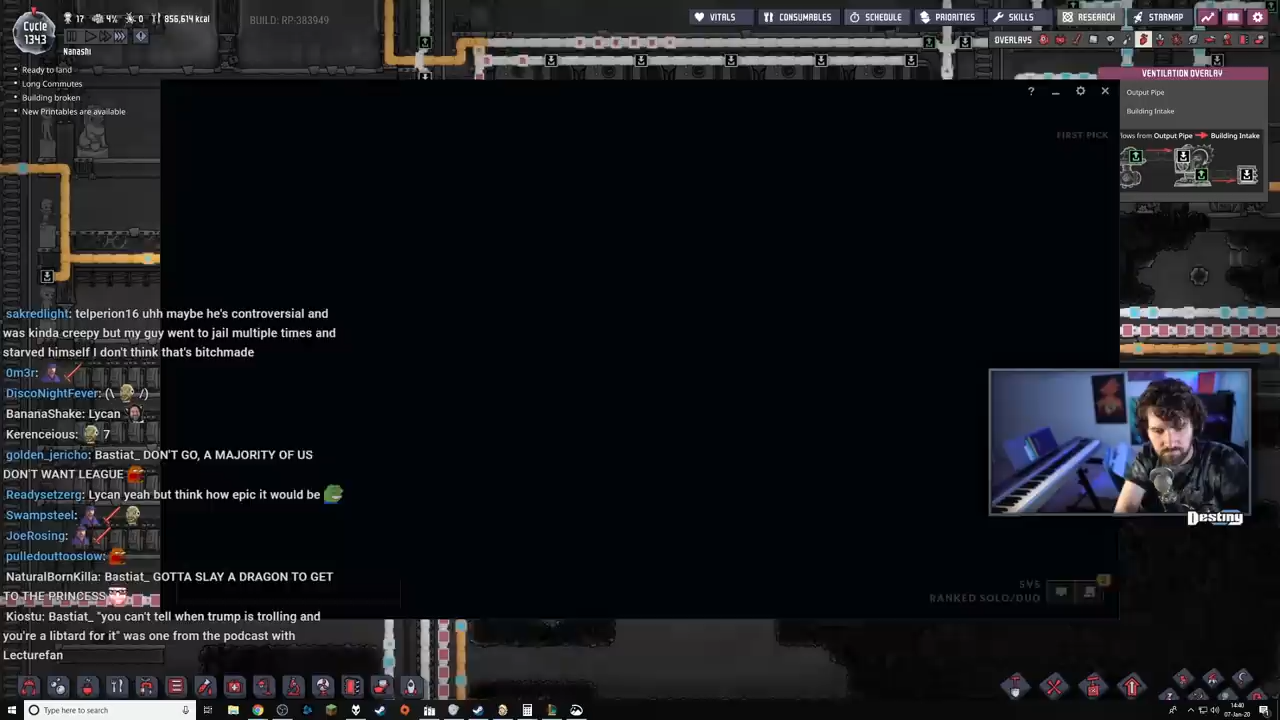 Cycle
1343
17
4%
0
856,614 kcal
BUILD: RP-383949
Nanashi
Ready to land
Long Commutes
Building broken
New Printables are available
VITALS
CONSUMABLES
SCHEDULE
PRIORITIES
SKILLS
RESEARCH
STARMAP
OVERLAYS
VENTILATION OVERLAY
Output Pipe
Building Intake
lows from Output Pipe
Building Intake
?
FIRST PICK
sakredlight: telperion16 uhh maybe he's controversial and
was kinda creepy but my guy went to jail multiple times and
starved himself I don't think that's bitchmade
0m3r:
DiscoNightFever: (\ /)
BananaShake: Lycan
Kerenceious: 7
golden_jericho: Bastiat_ DON'T GO, A MAJORITY OF US
DON'T WANT LEAGUE
Readysetzerg: Lycan yeah but think how epic it would be
Swampsteel:
JoeRosing:
pulledouttooslow:
NaturalBornKilla: Bastiat_ GOTTA SLAY A DRAGON TO GET
TO THE PRINCESS
Kiostu: Bastiat_ "you can't tell when trump is trolling and
you're a libtard for it" was one from the podcast with
Lecturefan
Destiny
5V5
RANKED SOLO/DUO
2
Type here to search
14:40
07-Jan-20